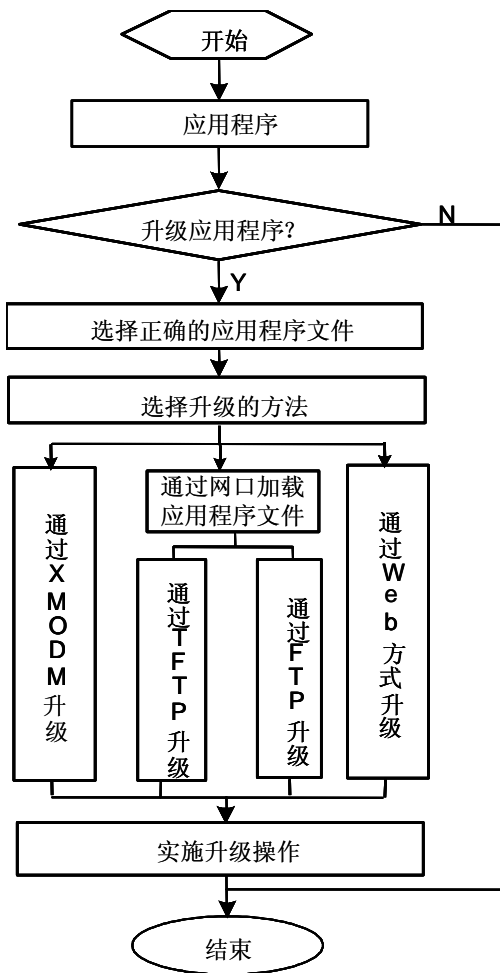 开始
应用程序
升级应用程序？
N
Y
选择正确的应用程序文件
选择升级的方法
通过XMODM升级
通过网口加载
应用程序文件
通过TFTP升级
通过FTP升级
通过Web方式升级
实施升级操作
结束